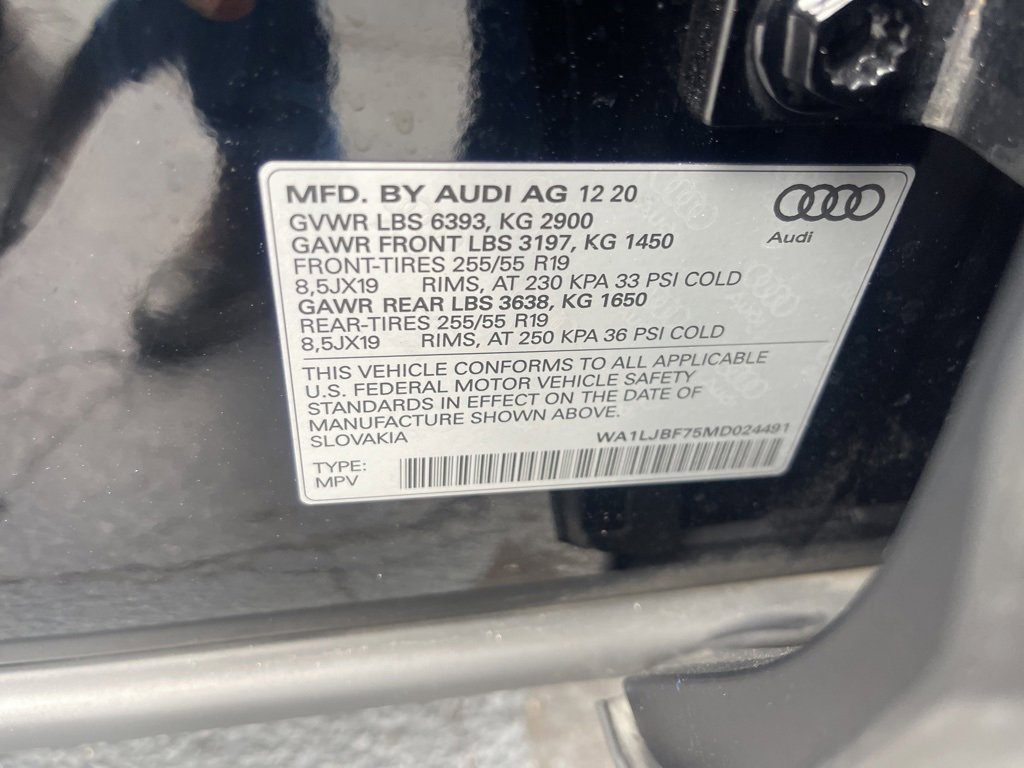 MFD. BY AUDI AG 12 20
Audi
GVWR LBS 6393, KG 2900
GAWR FRONT LBS 3197, KG 1450
FRONT-TIRES 255/55 R19
8,5JX19 RIMS, AT 230 KPA 33 PSI COLD
GAWR REAR LBS 3638, KG 1650
REAR-TIRES 255/55 R19
8,5JX19 RIMS, AT 250 KPA 36 PSI COLD
THIS VEHICLE CONFORMS TO ALL APPLICABLE
U.S. FEDERAL MOTOR VEHICLE SAFETY
STANDARDS IN EFFECT ON THE DATE OF
MANUFACTURE SHOWN ABOVE.
SLOVAKIA WA1LJBF75MD024491
TYPE:
MPV